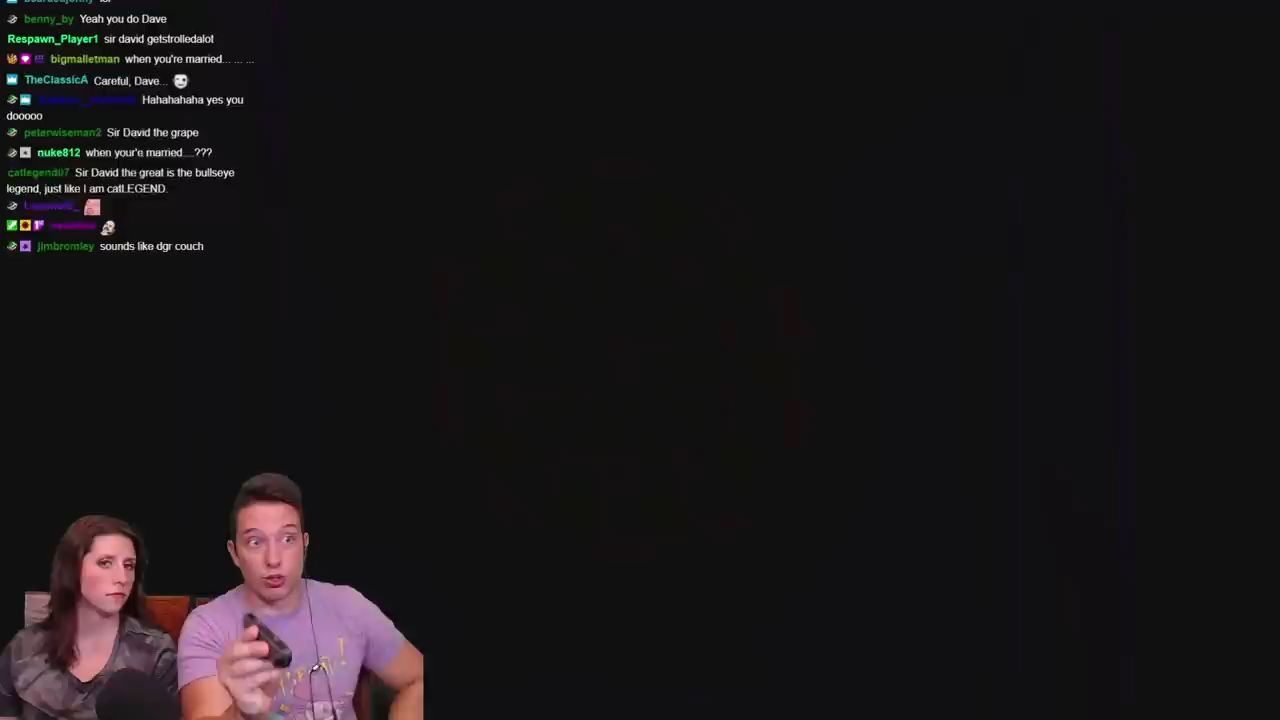 benny_by Yeah you do Dave
Respawn_Player1 sir david getstrolledalot
bigmalletman when you're married... ... ...
TheClassicA Careful, Dave...
Hahahahaha yes you
dooooo
peterwiseman2 Sir David the grape
nuke812 when your'e married....???
catlegend07 Sir David the great is the bullseye
legend, just like I am catLEGEND.
jimbromley sounds like dgr couch